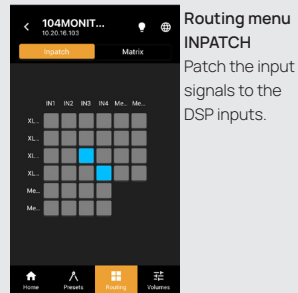 104MONIT...
10.20.16.103
Inpatch Matrix
IN1 IN2 IN3 IN4 Me... Me...
XL...
XL...
XL...
XL...
Me...
Me...
Home Presets Routing Volumes
Routing menu
INPATCH
Patch the input
signals to the
DSP inputs.